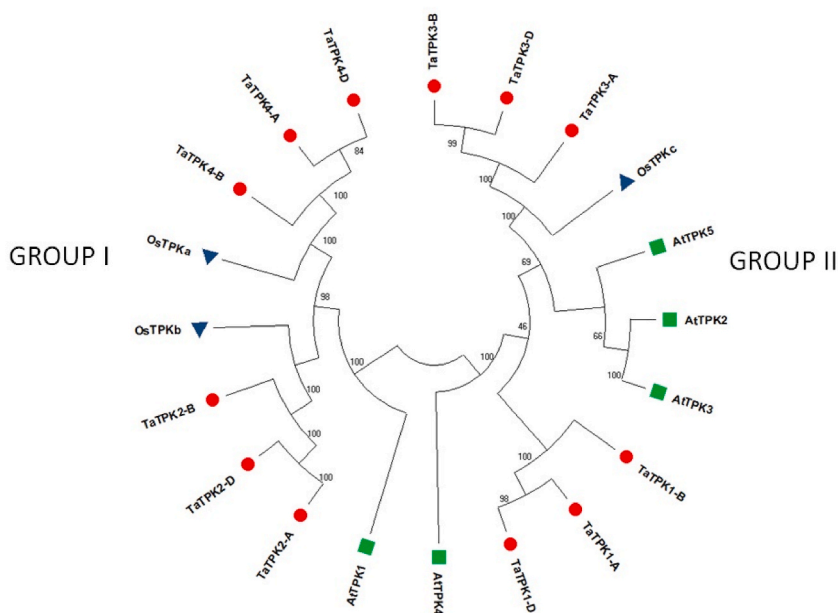 TaTPK3-B
TaTPK3-D
TaTPK4-D
TaTPK3-A
TaTPK4-A
OsTPKc
TaTPK4-B
GROUP I
OsTPKa
AtTPK5
GROUP II
OsTPKb
AtTPK2
TaTPK2-B
AtTPK3
TaTPK2-D
TaTPK1-B
TaTPK2-A
TaTPK1-A
AtTPK1
AtTPK4
TaTPK1-D
84
99
100
100
100
100
69
98
46
66
100
100
100
100
100
100
100
98